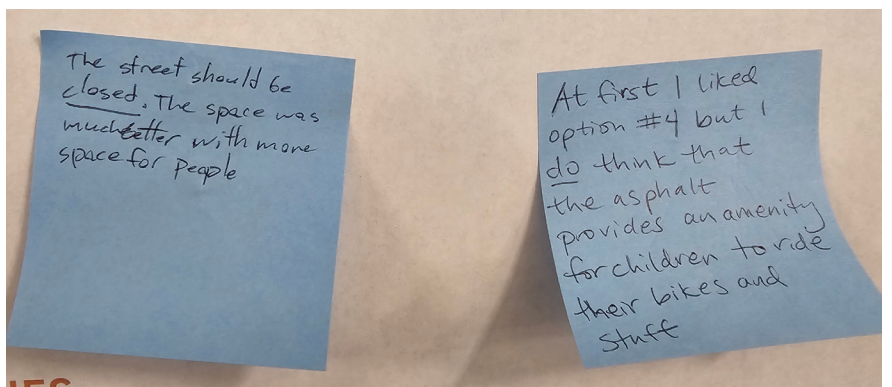 The street should be
closed. The space was
much better with more
space for people
At first I liked
option #4 but I
do think that
the asphalt
provides an amenity
for children to ride
their bikes and
stuff